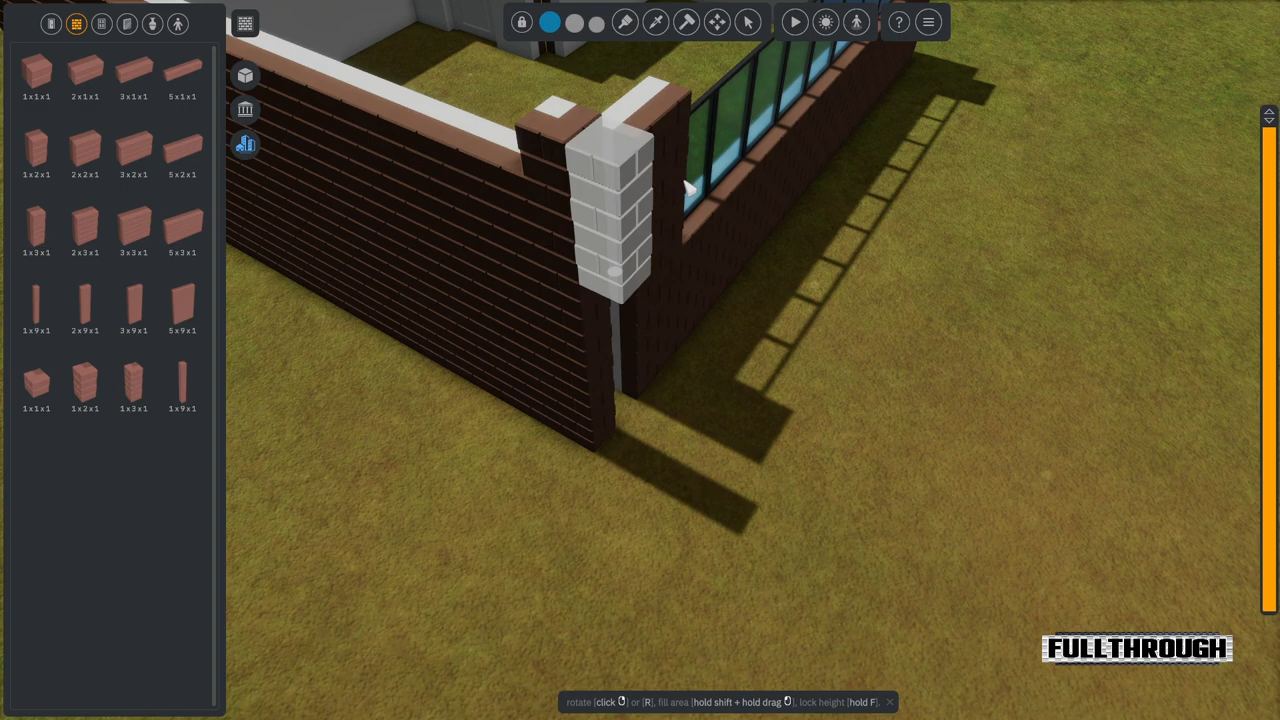 1x1x1 2x1x1 3x1x1 5x1x1
1x2x1 2x2x1 3x2x1 5x2x1
1x3x1 2x3x1 3x3x1 5x3x1
1x9x1 2x9x1 3x9x1 5x9x1
1x1x1 1x2x1 1x3x1 1x9x1
FULLTHROUGH
rotate [click] or [R], fill area [hold shift + hold drag], lock height [hold F].